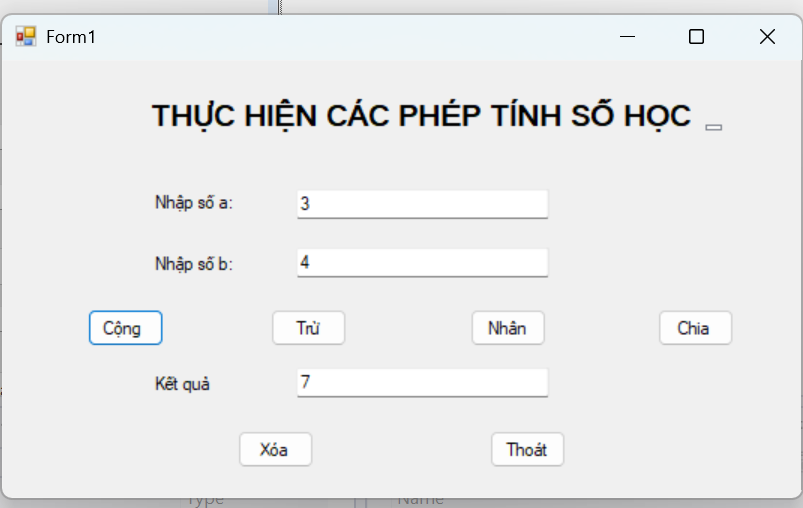 Form1
THỰC HIỆN CÁC PHÉP TÍNH SỐ HỌC
Nhập số a: 3
Nhập số b: 4
Cộng Trừ Nhân Chia
Kết quả 7
Xóa Thoát
Type Name